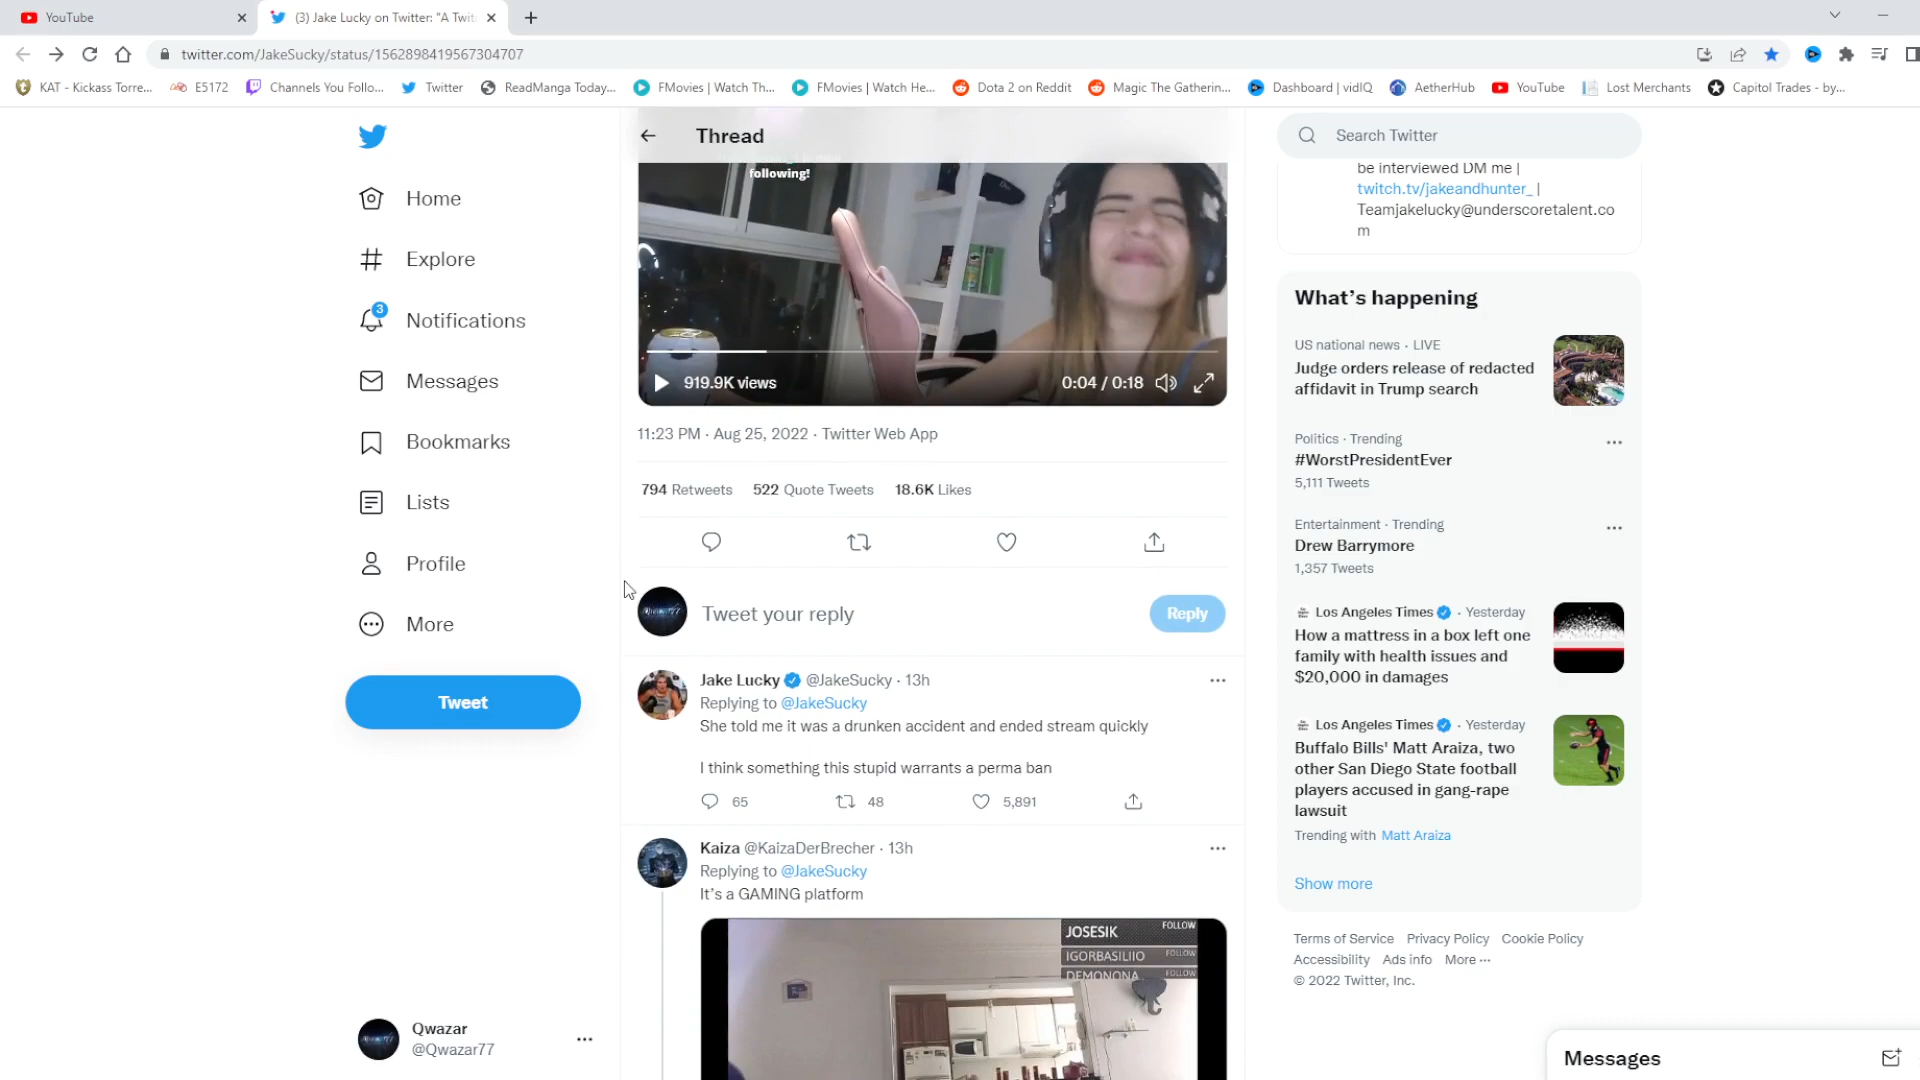 YouTube
(3) Jake Lucky on Twitter: "A Twit
twitter.com/JakeSucky/status/1562898419567304707
KAT - Kickass Torre...
E5172
Channels You Follo...
Twitter
ReadManga Today...
FMovies | Watch Th...
FMovies | Watch He...
Dota 2 on Reddit
Magic The Gatherin...
Dashboard | vidIQ
AetherHub
YouTube
Lost Merchants
Capitol Trades - by...
Home
Explore
3
Notifications
Messages
Bookmarks
Lists
Profile
More
Tweet
Qwazar
@Qwazar77
Thread
following!
919.9K views
0:04 / 0:18
11:23 PM · Aug 25, 2022 · Twitter Web App
794 Retweets 522 Quote Tweets 18.6K Likes
Tweet your reply
Reply
Jake Lucky @JakeSucky · 13h
Replying to @JakeSucky
She told me it was a drunken accident and ended stream quickly
I think something this stupid warrants a perma ban
65 48 5,891
Kaiza @KaizaDerBrecher · 13h
Replying to @JakeSucky
It's a GAMING platform
JOSESIK FOLLOW
IGORBASILIIO FOLLOW
DEMONONA FOLLOW
Search Twitter
be interviewed DM me |
twitch.tv/jakeandhunter_ |
Teamjakelucky@underscoretalent.co
m
What's happening
US national news · LIVE
Judge orders release of redacted
affidavit in Trump search
Politics · Trending
#WorstPresidentEver
5,111 Tweets
Entertainment · Trending
Drew Barrymore
1,357 Tweets
Los Angeles Times · Yesterday
How a mattress in a box left one
family with health issues and
$20,000 in damages
Los Angeles Times · Yesterday
Buffalo Bills' Matt Araiza, two
other San Diego State football
players accused in gang-rape
lawsuit
Trending with Matt Araiza
Show more
Terms of Service Privacy Policy Cookie Policy
Accessibility Ads info More ···
© 2022 Twitter, Inc.
Messages